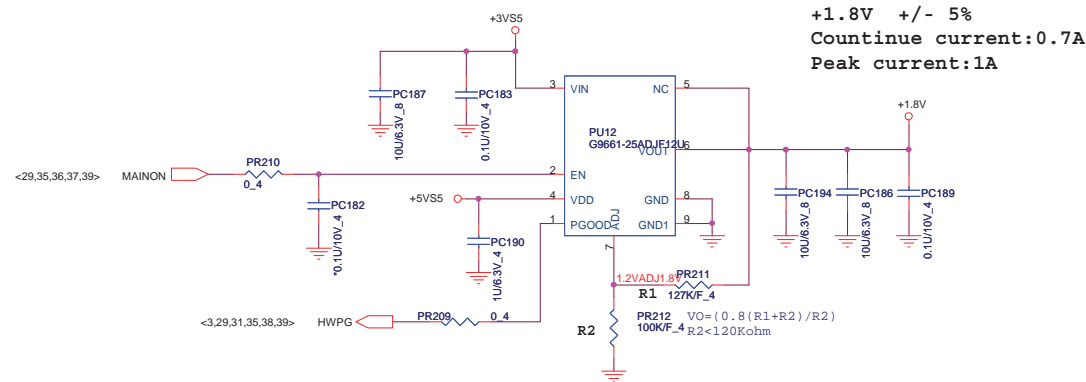 +1.8V +/- 5%
Countinue current:0.7A
Peak current:1A
+3VS5
PC187
10U/6.3V_8
PC183
0.1U/10V_4
3
VIN
NC
5
+1.8V
PU12
G9661-25ADJF12U
VOUT
6
<29,35,36,37,39>
MAINON
PR210
0_4
2
EN
PC182
*0.1U/10V_4
+5VS5
4
VDD
GND
8
PC194
10U/6.3V_8
PC186
10U/6.3V_8
PC189
0.1U/10V_4
1
PGOOD
ADJ
GND1
9
PC190
1U/6.3V_4
7
1.2VADJ1.8V
PR211
R1
127K/F_4
<3,29,31,35,38,39>
HWPG
PR209
0_4
R2
PR212
100K/F_4
VO=(0.8(R1+R2)/R2)
R2<120Kohm